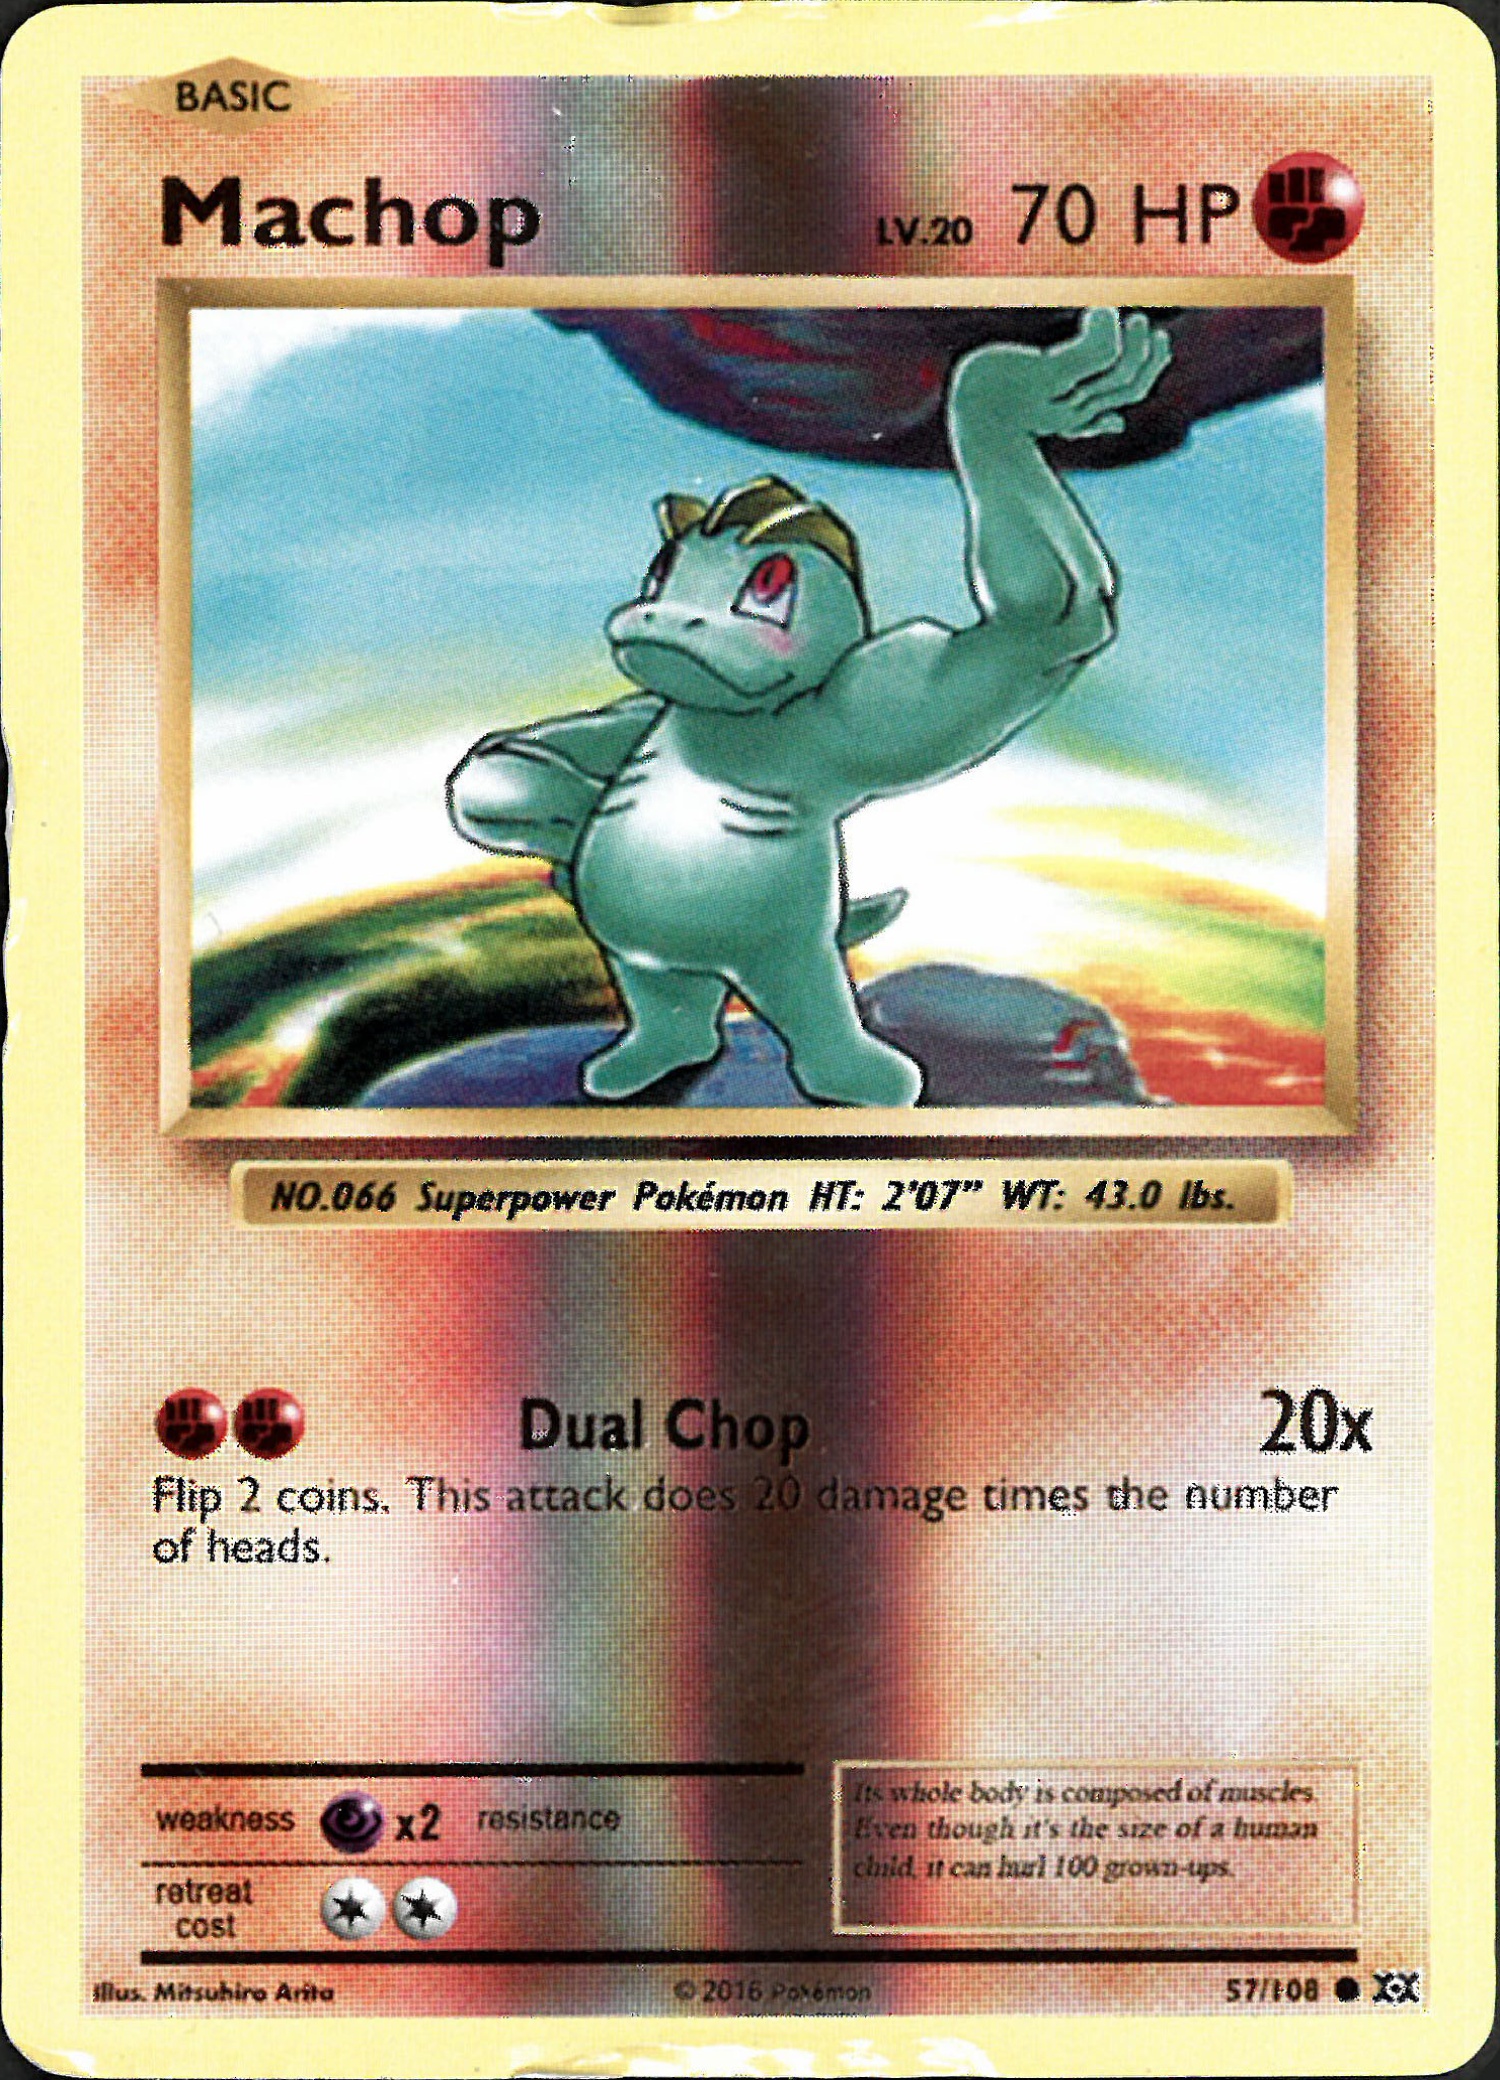 BASIC
Machop LV.20 70 HP
NO.066 Superpower Pokémon HT: 2'07" WT: 43.0 lbs.
Dual Chop 20x
Flip 2 coins. This attack does 20 damage times the number
of heads.
weakness x2 resistance
retreat
cost
Its whole body is composed of muscles.
Even though it's the size of a human
child, it can hurl 100 grown-ups.
Illus. Mitsuhiro Arita © 2016 Pokémon 57/108